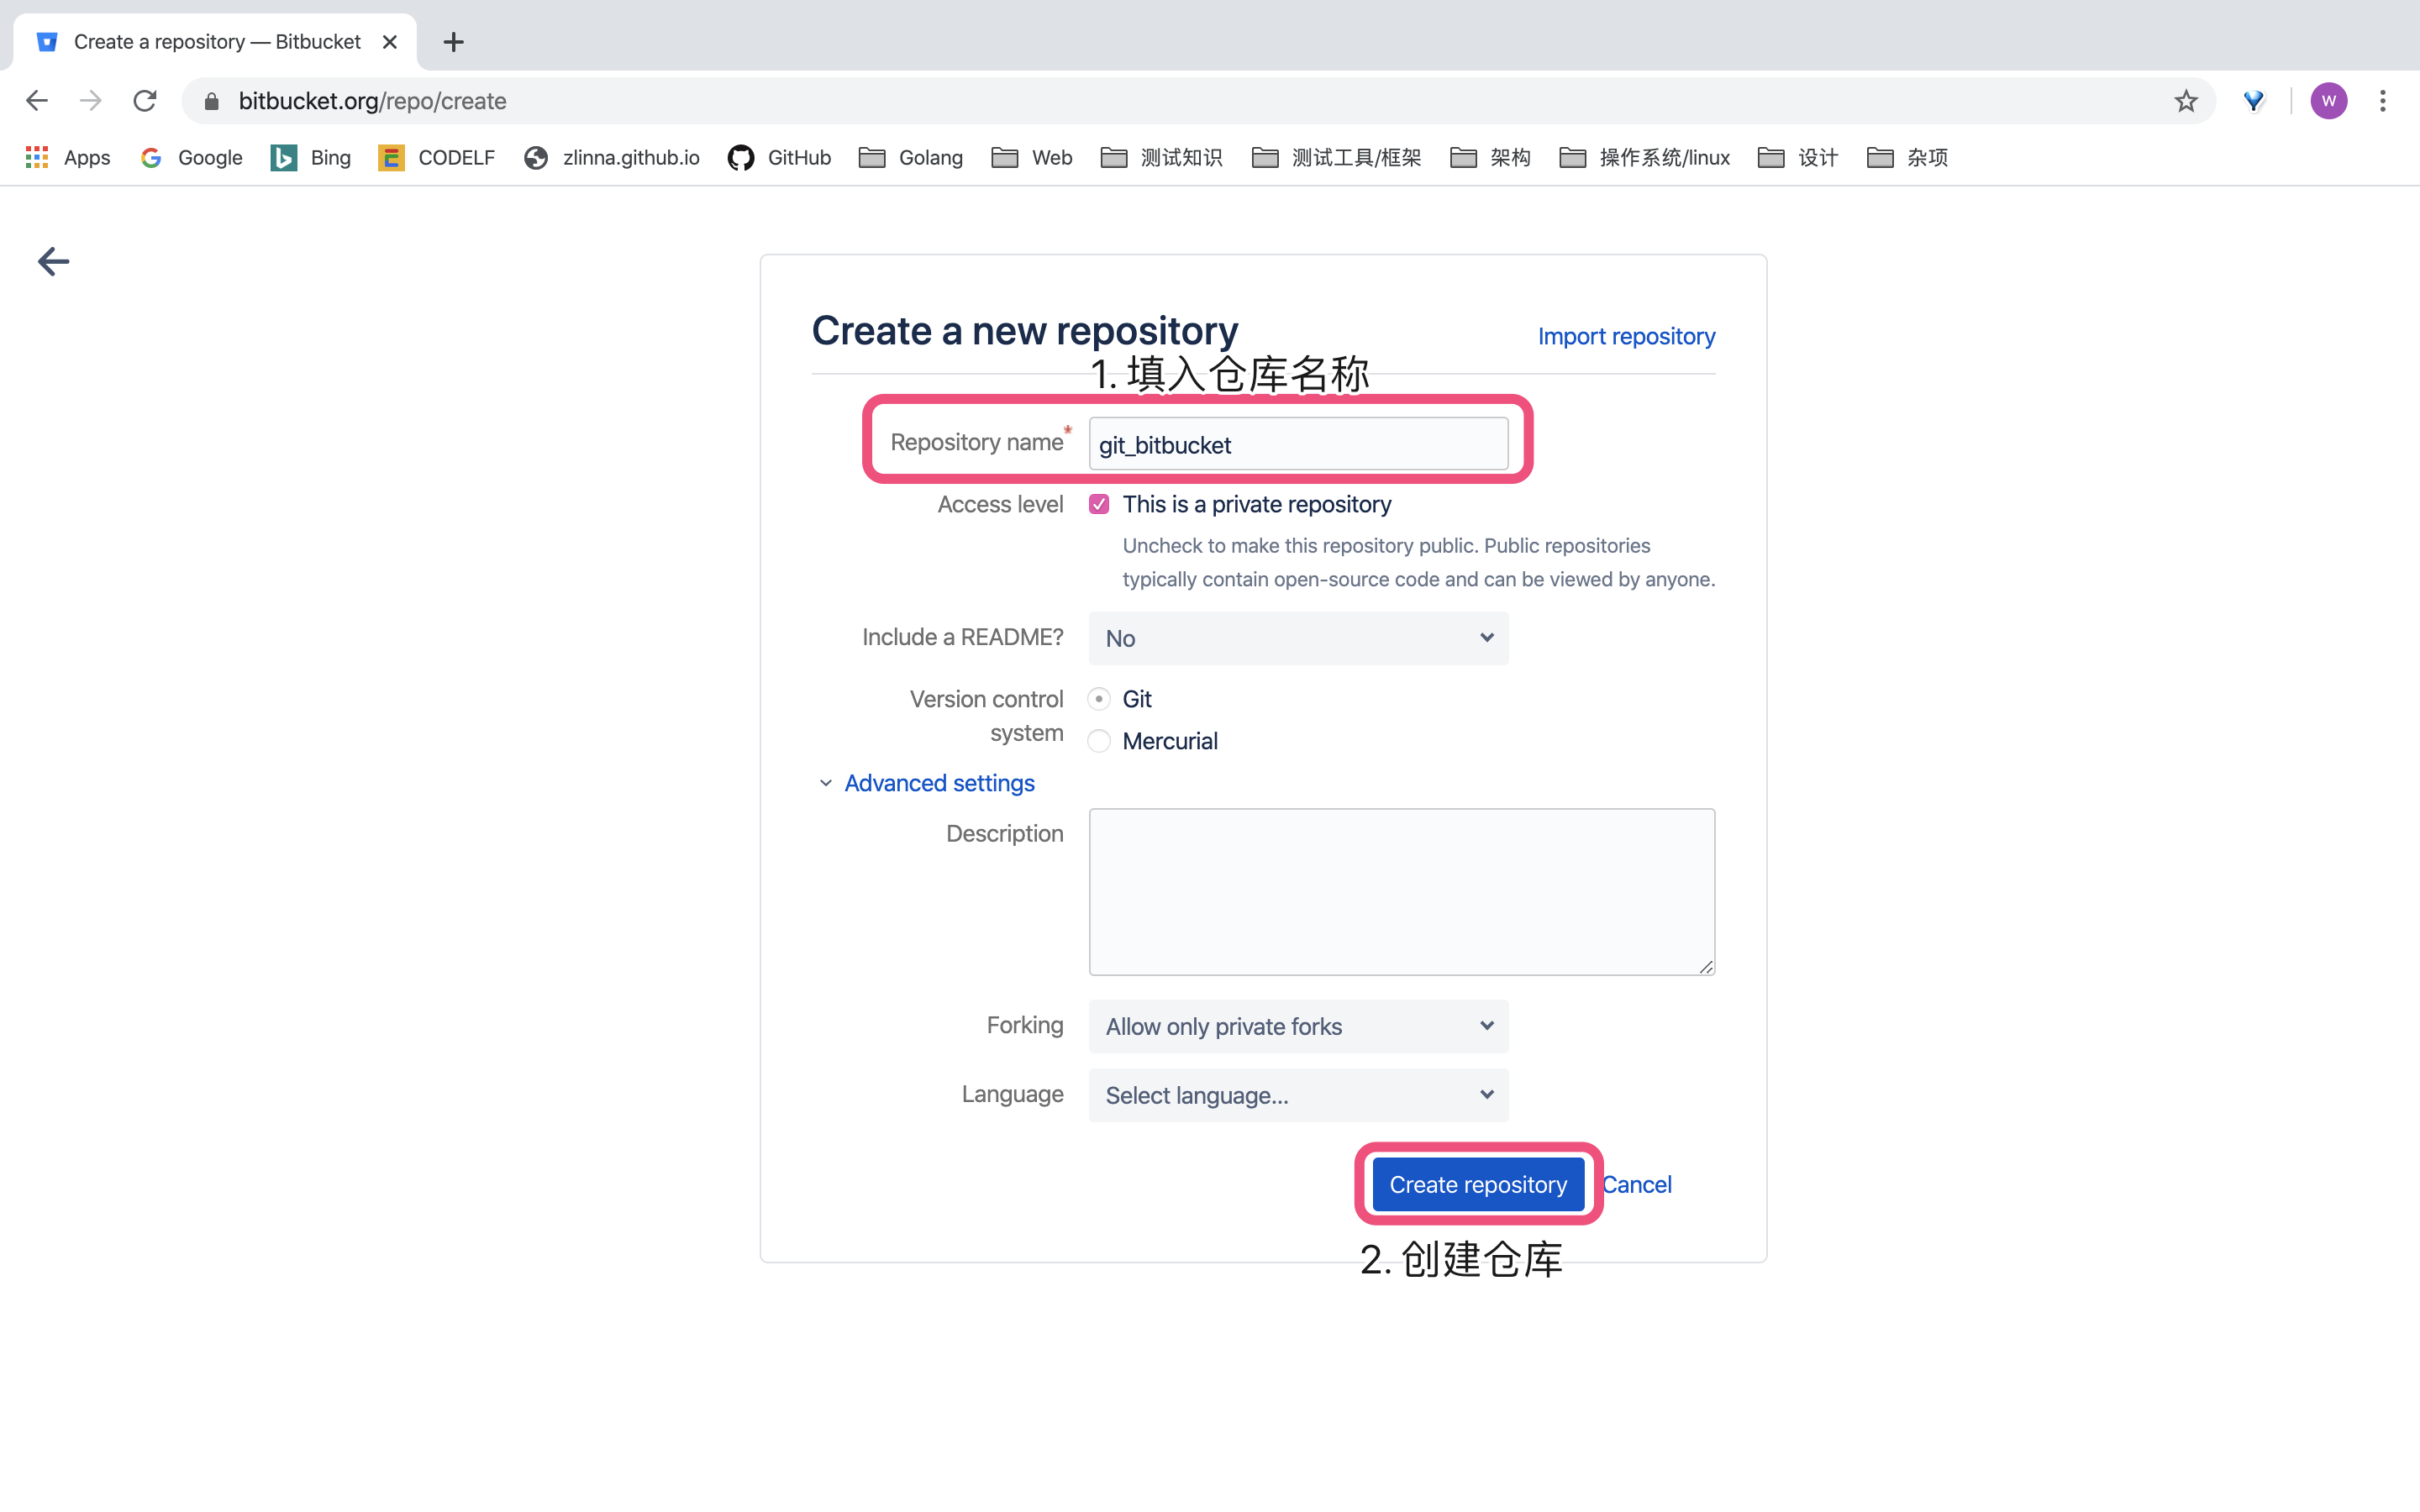 Create a repository — Bitbucket
bitbucket.org/repo/create
W
Apps Google Bing CODELF zlinna.github.io GitHub Golang Web 测试知识 测试工具/框架 架构 操作系统/linux 设计 杂项
Create a new repository
Import repository
1. 填入仓库名称
Repository name* git_bitbucket
Access level This is a private repository
Uncheck to make this repository public. Public repositories
typically contain open-source code and can be viewed by anyone.
Include a README? No
Version control
system
Git
Mercurial
Advanced settings
Description
Forking Allow only private forks
Language Select language...
Create repository Cancel
2. 创建仓库